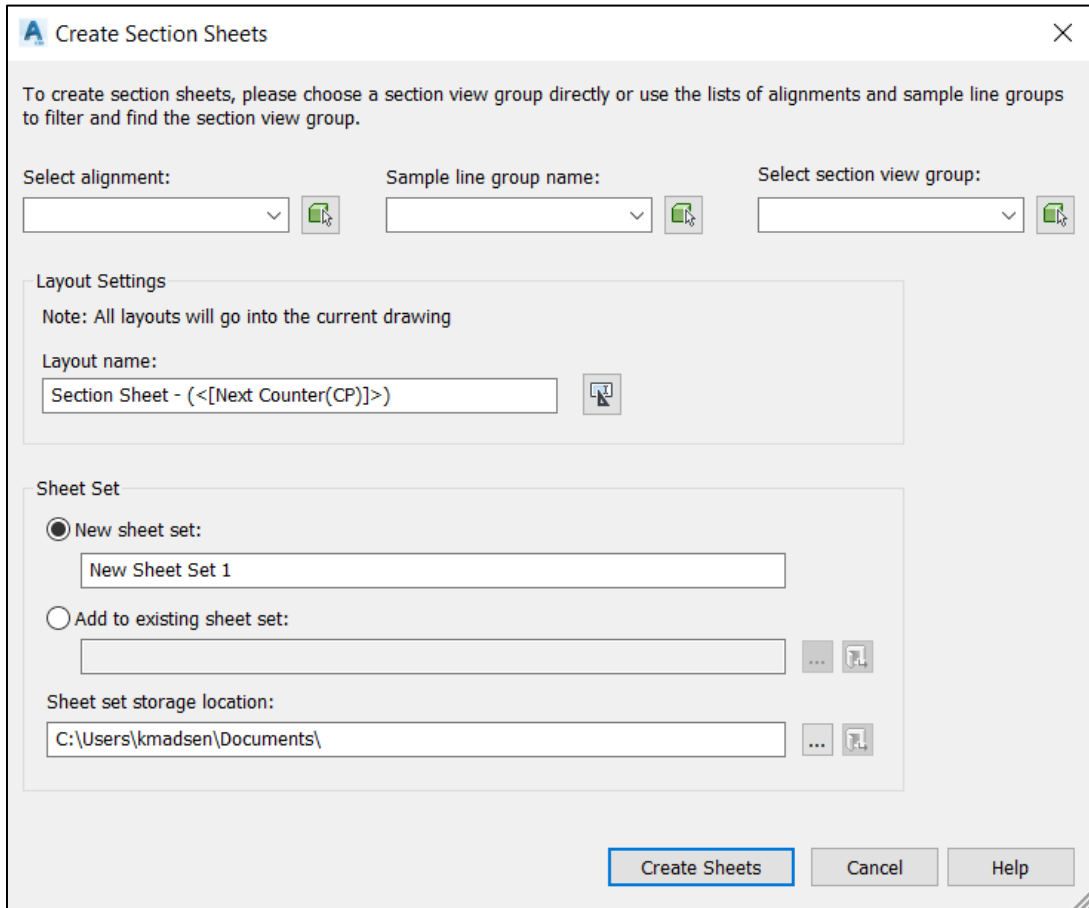 Create Section Sheets
To create section sheets, please choose a section view group directly or use the lists of alignments and sample line groups
to filter and find the section view group.
Select alignment:
Sample line group name:
Select section view group:
Layout Settings
Note: All layouts will go into the current drawing
Layout name:
Section Sheet - (<[Next Counter(CP)]>)
Sheet Set
New sheet set:
New Sheet Set 1
Add to existing sheet set:
...
Sheet set storage location:
C:\Users\kmadsen\Documents\
...
Create Sheets
Cancel
Help